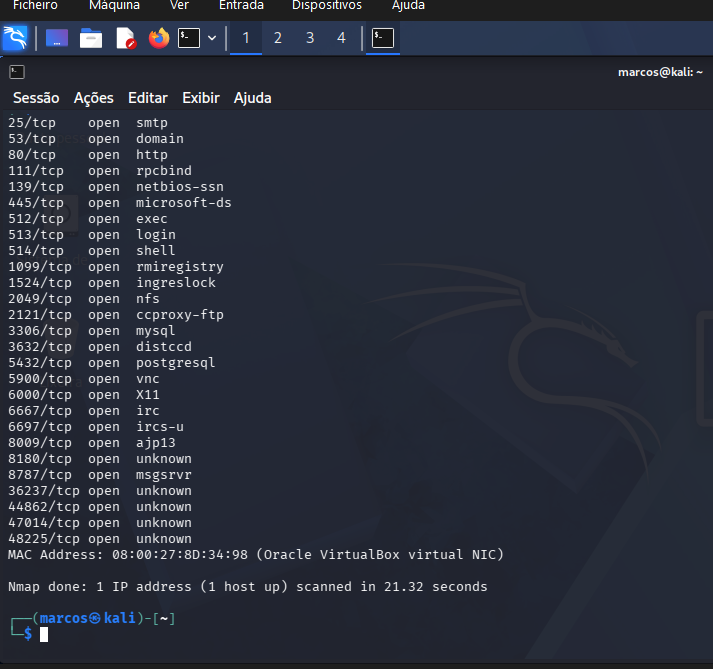 Ficheiro Máquina Ver Entrada Dispositivos Ajuda
1 2 3 4
marcos@kali: ~
Sessão Ações Editar Exibir Ajuda
25/tcp open smtp
53/tcp open domain
80/tcp open http
111/tcp open rpcbind
139/tcp open netbios-ssn
445/tcp open microsoft-ds
512/tcp open exec
513/tcp open login
514/tcp open shell
1099/tcp open rmiregistry
1524/tcp open ingreslock
2049/tcp open nfs
2121/tcp open ccproxy-ftp
3306/tcp open mysql
3632/tcp open distccd
5432/tcp open postgresql
5900/tcp open vnc
6000/tcp open X11
6667/tcp open irc
6697/tcp open ircs-u
8009/tcp open ajp13
8180/tcp open unknown
8787/tcp open msgsrvr
36237/tcp open unknown
44862/tcp open unknown
47014/tcp open unknown
48225/tcp open unknown
MAC Address: 08:00:27:8D:34:98 (Oracle VirtualBox virtual NIC)
Nmap done: 1 IP address (1 host up) scanned in 21.32 seconds
┌──(marcos㉿kali)-[~]
└─$